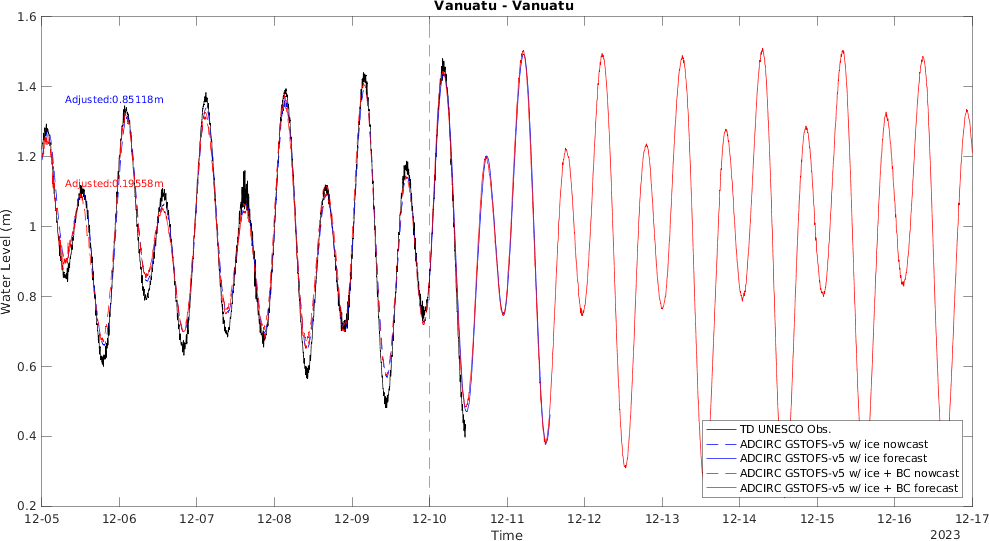 Vanuatu - Vanuatu
1.6
1.4
1.2
1
0.8
0.6
0.4
0.2
Water Level (m)
Adjusted:0.85118m
Adjusted:0.19558m
TD UNESCO Obs.
ADCIRC GSTOFS-v5 w/ ice nowcast
ADCIRC GSTOFS-v5 w/ ice forecast
ADCIRC GSTOFS-v5 w/ ice + BC nowcast
ADCIRC GSTOFS-v5 w/ ice + BC forecast
12-05 12-06 12-07 12-08 12-09 12-10 12-11 12-12 12-13 12-14 12-15 12-16 12-17
Time
2023